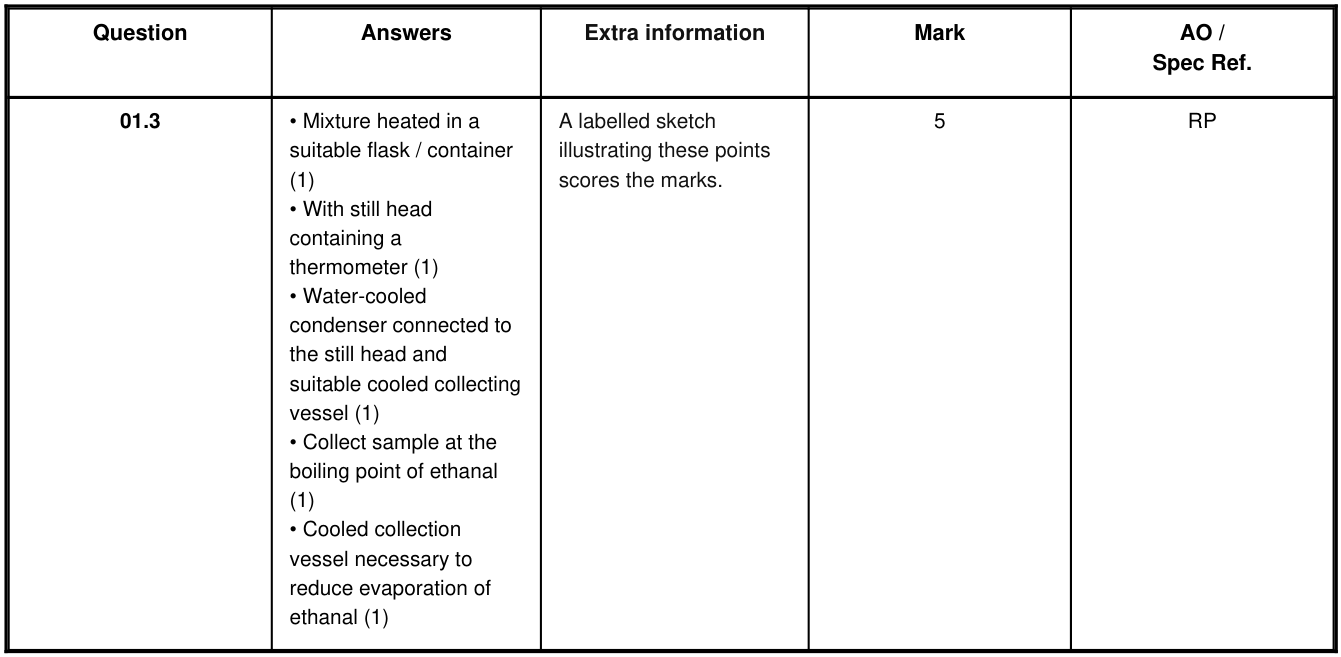 Question Answers Extra information Mark AO /
Spec Ref.
01.3
• Mixture heated in a
suitable flask / container
(1)
• With still head
containing a
thermometer (1)
• Water-cooled
condenser connected to
the still head and
suitable cooled collecting
vessel (1)
• Collect sample at the
boiling point of ethanal
(1)
• Cooled collection
vessel necessary to
reduce evaporation of
ethanal (1)
A labelled sketch
illustrating these points
scores the marks.
5
RP